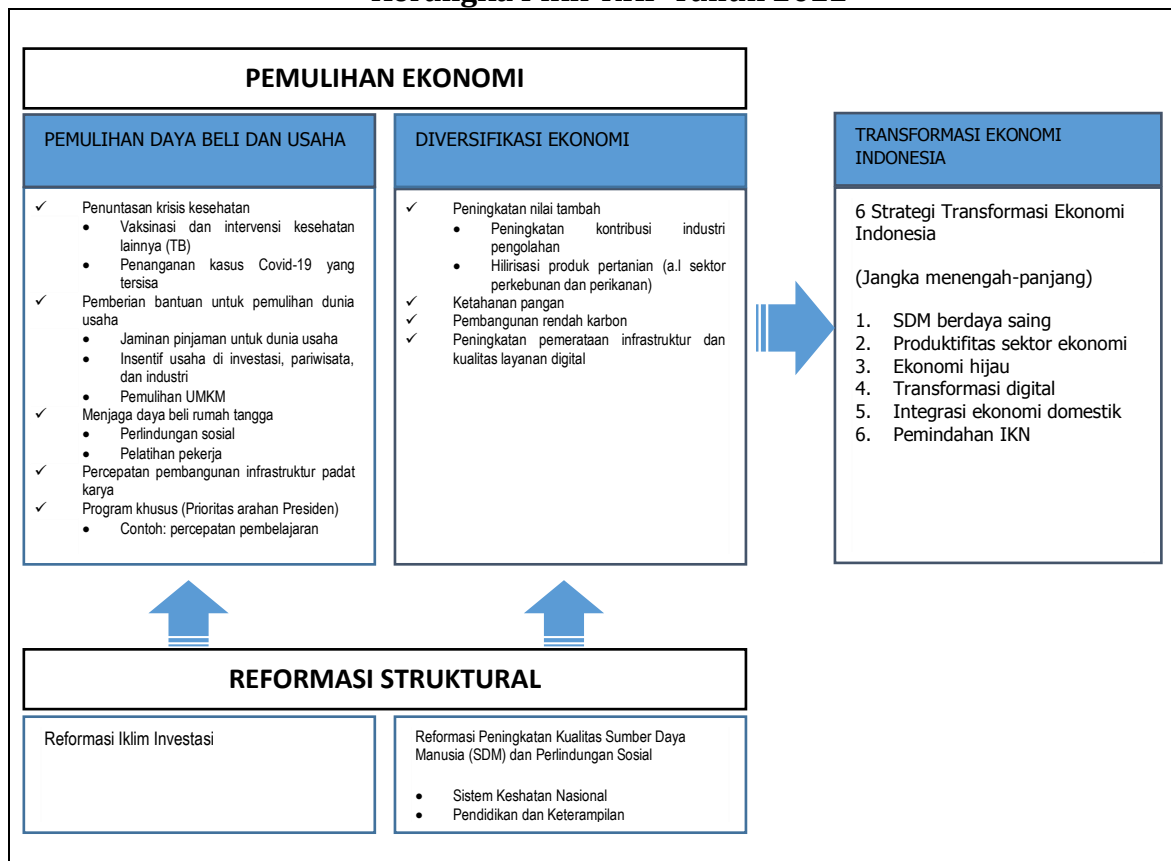 PEMULIHAN EKONOMI
PEMULIHAN DAYA BELI DAN USAHA
✓ Penuntasan krisis kesehatan
• Vaksinasi dan intervensi kesehatan
lainnya (TB)
• Penanganan kasus Covid-19 yang
tersisa
✓ Pemberian bantuan untuk pemulihan dunia
usaha
• Jaminan pinjaman untuk dunia usaha
• Insentif usaha di investasi, pariwisata,
dan industri
• Pemulihan UMKM
✓ Menjaga daya beli rumah tangga
• Perlindungan sosial
• Pelatihan pekerja
✓ Percepatan pembangunan infrastruktur padat
karya
✓ Program khusus (Prioritas arahan Presiden)
• Contoh: percepatan pembelajaran
DIVERSIFIKASI EKONOMI
✓ Peningkatan nilai tambah
• Peningkatan kontribusi industri
pengolahan
• Hilirisasi produk pertanian (a.l sektor
perkebunan dan perikanan)
✓ Ketahanan pangan
✓ Pembangunan rendah karbon
✓ Peningkatan pemerataan infrastruktur dan
kualitas layanan digital
TRANSFORMASI EKONOMI
INDONESIA
6 Strategi Transformasi Ekonomi
Indonesia
(Jangka menengah-panjang)
1. SDM berdaya saing
2. Produktifitas sektor ekonomi
3. Ekonomi hijau
4. Transformasi digital
5. Integrasi ekonomi domestik
6. Pemindahan IKN
REFORMASI STRUKTURAL
Reformasi Iklim Investasi
Reformasi Peningkatan Kualitas Sumber Daya
Manusia (SDM) dan Perlindungan Sosial
• Sistem Keshatan Nasional
• Pendidikan dan Keterampilan